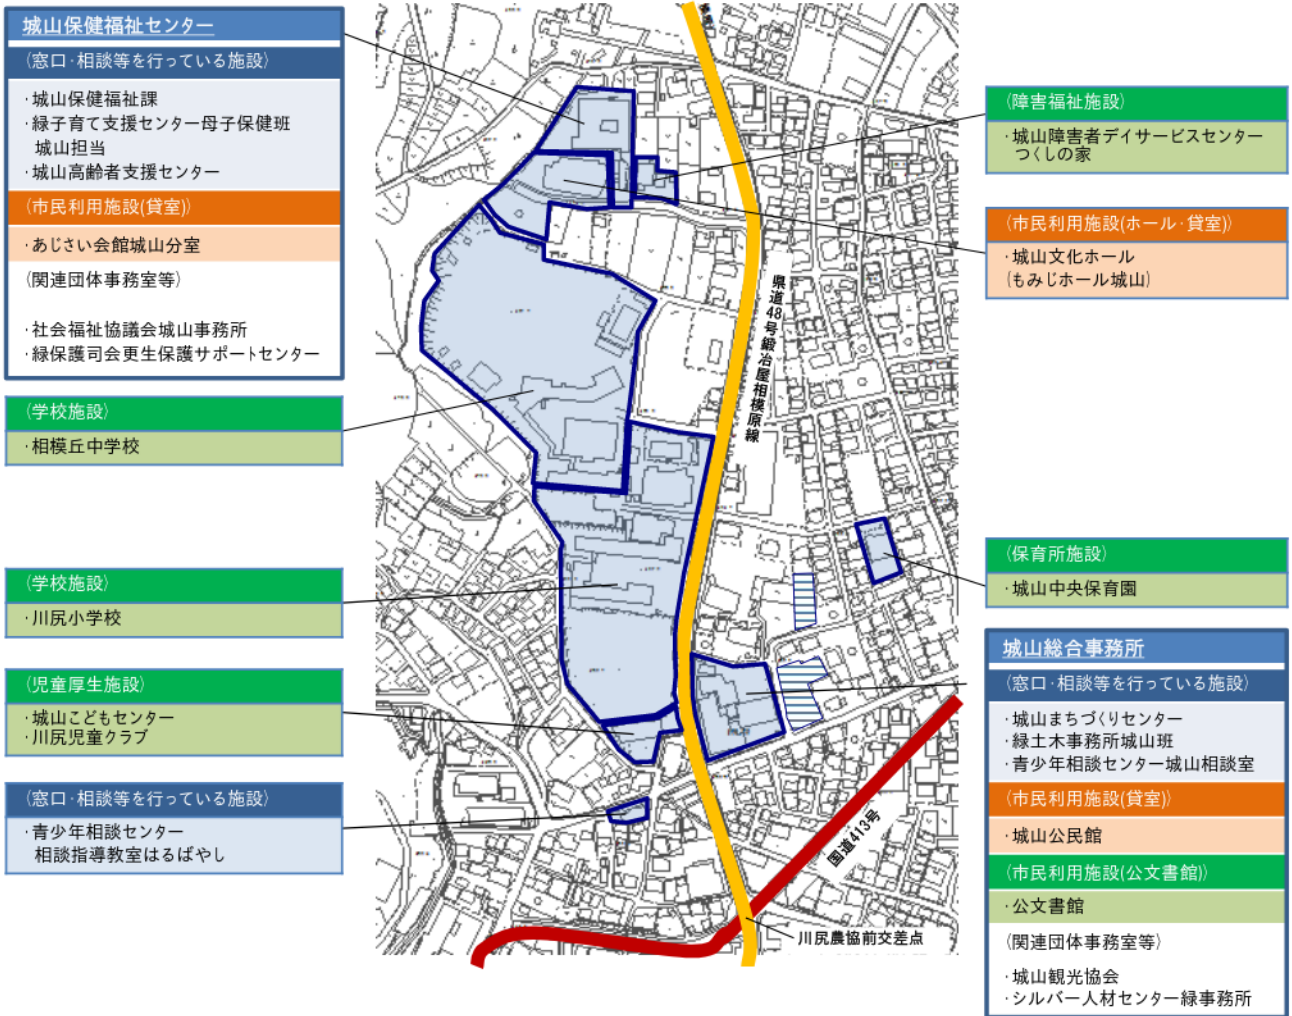 城山保健福祉センター
(窓口・相談等を行っている施設)
・城山保健福祉課
・緑子育て支援センター母子保健班
城山担当
・城山高齢者支援センター
(市民利用施設(貸室))
・あじさい会館城山分室
(関連団体事務室等)
・社会福祉協議会城山事務所
・緑保護司会更生保護サポートセンター
(学校施設)
・相模丘中学校
(学校施設)
・川尻小学校
(児童厚生施設)
・城山こどもセンター
・川尻児童クラブ
(窓口・相談等を行っている施設)
・青少年相談センター
相談指導教室はるばやし
県道48号鍛冶屋相模原線
国道413号
川尻農協前交差点
(障害福祉施設)
・城山障害者デイサービスセンター
つくしの家
(市民利用施設(ホール・貸室))
・城山文化ホール
(もみじホール城山)
(保育所施設)
・城山中央保育園
城山総合事務所
(窓口・相談等を行っている施設)
・城山まちづくりセンター
・緑土木事務所城山班
・青少年相談センター城山相談室
(市民利用施設(貸室))
・城山公民館
(市民利用施設(公文書館))
・公文書館
(関連団体事務室等)
・城山観光協会
・シルバー人材センター緑事務所